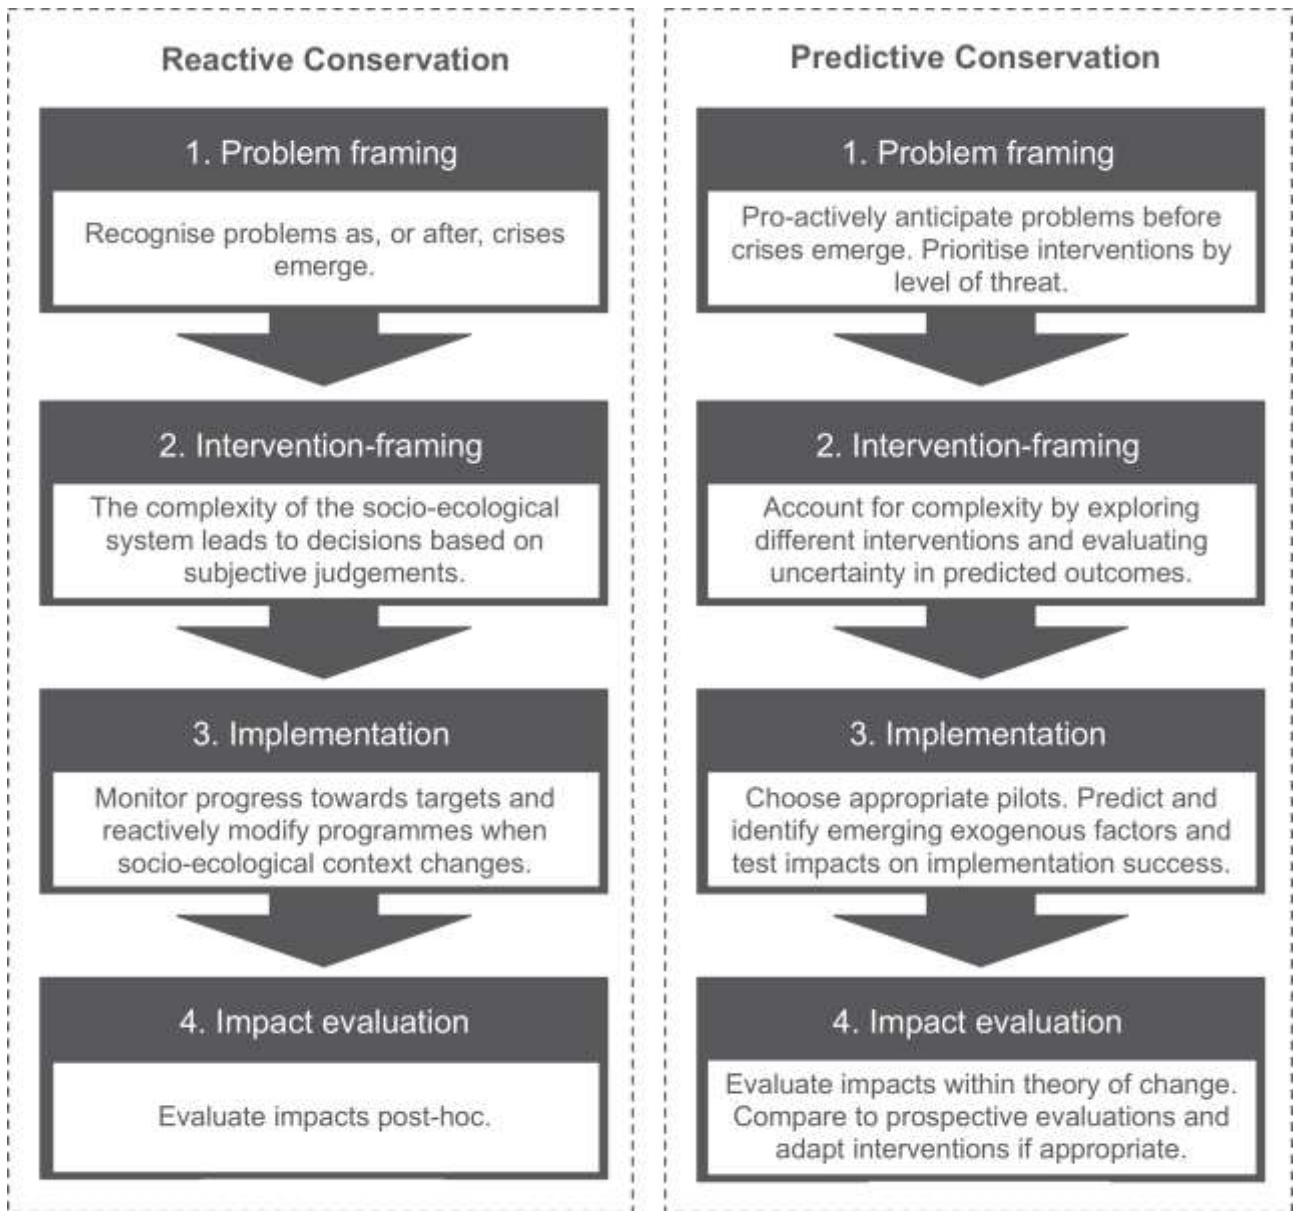 Reactive Conservation
1. Problem framing
Recognise problems as, or after, crises
emerge.
2. Intervention-framing
The complexity of the socio-ecological
system leads to decisions based on
subjective judgements.
3. Implementation
Monitor progress towards targets and
reactively modify programmes when
socio-ecological context changes.
4. Impact evaluation
Evaluate impacts post-hoc.
Predictive Conservation
1. Problem framing
Pro-actively anticipate problems before
crises emerge. Prioritise interventions by
level of threat.
2. Intervention-framing
Account for complexity by exploring
different interventions and evaluating
uncertainty in predicted outcomes.
3. Implementation
Choose appropriate pilots. Predict and
identify emerging exogenous factors and
test impacts on implementation success.
4. Impact evaluation
Evaluate impacts within theory of change.
Compare to prospective evaluations and
adapt interventions if appropriate.